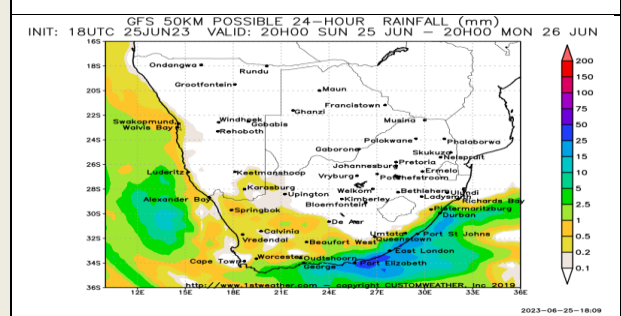 GFS 50KM POSSIBLE 24-HOUR RAINFALL (mm)
INIT: 18UTC 25JUN23 VALID: 20H00 SUN 25 JUN - 20H00 MON 26 JUN
16S
18S
20S
22S
24S
26S
28S
30S
32S
34S
36S
Ondangwa
Rundu
Grootfontein
Maun
Ghanzi
Francistown
Windhoek
Gobabis
Swakopmund
Walvis Bay
Rehoboth
Musina
Polokwane
Phalaborwa
Gaborone
Skukuza
Nelspruit
Johannesburg
Pretoria
Luderitz
Keetmanshoop
Vryburg
Potchefstroom
Ermelo
Karasburg
Upington
Welkom
Kimberley
Bethlehem
Ulundi
Ladysmith
Richards Bay
Alexander Bay
Springbok
Bloemfontein
Pietermaritzburg
Durban
De Aar
Calvinia
Vredendal
Beaufort West
Umtata
Port St Johns
Queenstown
East London
Cape Town
Worcester
Oudtshoorn
George
Port Elizabeth
http://www.1stweather.com - copyright CUSTOMWEATHER, Inc 2019
12E 15E 18E 21E 24E 27E 30E 33E 36E
200
150
100
75
50
25
15
10
5
2.5
1
0.5
0.2
0.1
2023-06-25-18:09